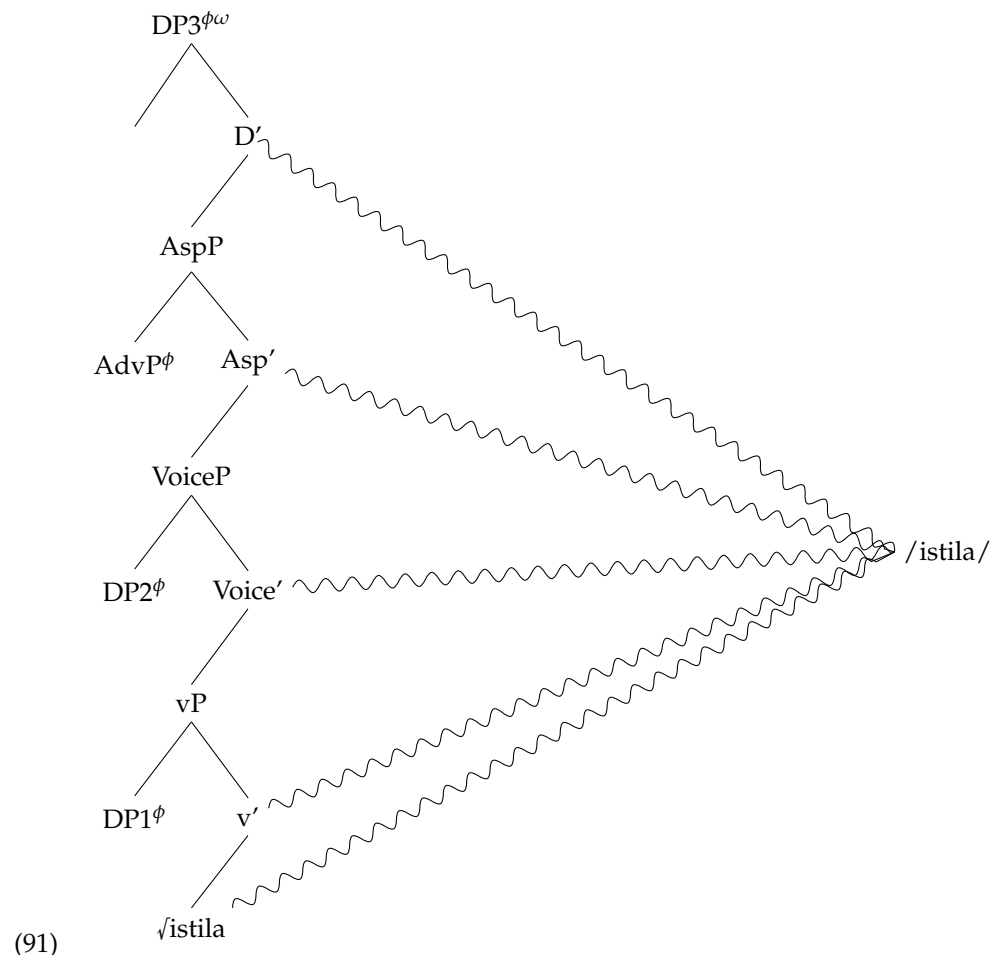 DP3^ϕω
D’
AspP
AdvP^ϕ Asp’
VoiceP
/istila/
DP2^ϕ Voice’
vP
DP1^ϕ v’
√istila
(91)